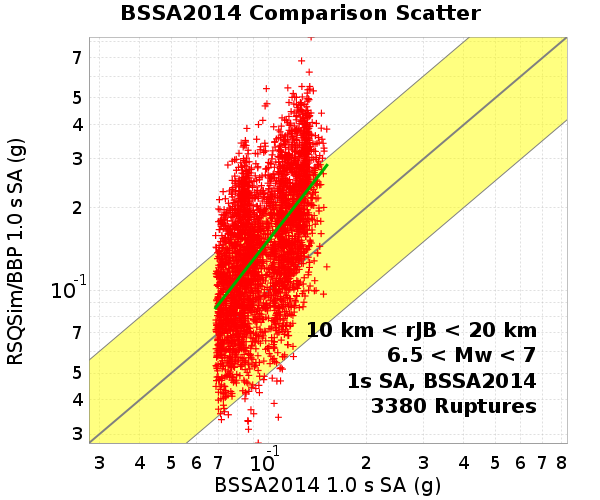 BSSA2014 Comparison Scatter
RSQSim/BBP 1.0 s SA (g)
7
5
4
3
2
10-1
7
5
4
3
10 km < rJB < 20 km
6.5 < Mw < 7
1s SA, BSSA2014
3380 Ruptures
3 4 5 6 7 10-1 2 3 4 5 6 7 8
BSSA2014 1.0 s SA (g)